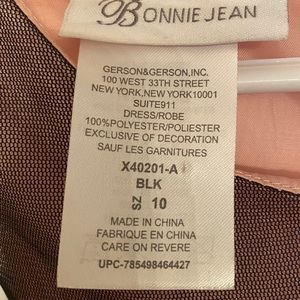 BONNIE JEAN
GERSON&GERSON,INC.
100 WEST 33TH STREET
NEW YORK,NEW YORK10001
SUITE911
DRESS/ROBE
100%POLYESTER/POLIESTER
EXCLUSIVE OF DECORATION
SAUF LES GARNITURES
X40201-A
BLK
SZ 10
MADE IN CHINA
FABRIQUE EN CHINA
CARE ON REVERE
UPC-785498464427